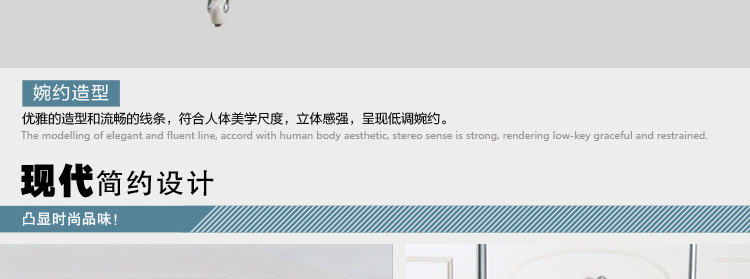 婉约造型
优雅的造型和流畅的线条，符合人体美学尺度，立体感强，呈现低调婉约。
The modelling of elegant and fluent line, accord with human body aesthetic, stereo sense is strong, rendering low-key graceful and restrained.
现代简约设计
凸显时尚品味!